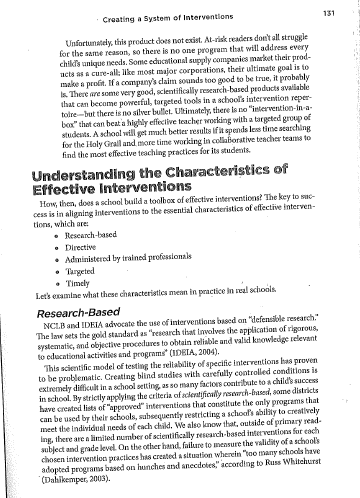 Creating a System of Interventions 131
Unfortunately, this product does not exist. At-risk readers don't all struggle
for the same reason, so there is no one program that will address every
child's unique needs. Some educational supply companies market their prod-
ucts as a cure-all; like most major corporations, their ultimate goal is to
make a profit. If a company's claim sounds too good to be true, it probably
is. There are some very good, scientifically research-based products available
that can become powerful, targeted tools in a school's intervention reper-
toire—but there is no silver bullet. Ultimately, there is no "intervention-in-a-
box" that can beat a highly effective teacher working with a targeted group of
students. A school will get much better results if it spends less time searching
for the Holy Grail and more time working in collaborative teacher teams to
find the most effective teaching practices for its students.
Understanding the Characteristics of
Effective Interventions
How, then, does a school build a toolbox of effective interventions? The key to suc-
cess is in aligning interventions to the essential characteristics of effective interven-
tions, which are:
• Research-based
• Directive
• Administered by trained professionals
• Targeted
• Timely
Let's examine what these characteristics mean in practice in real schools.
Research-Based
NCLB and IDEIA advocate the use of interventions based on "defensible research."
The law sets the gold standard as "research that involves the application of rigorous,
systematic, and objective procedures to obtain reliable and valid knowledge relevant
to educational activities and programs" (IDEIA, 2004).
This scientific model of testing the reliability of specific interventions has proven
to be problematic. Creating blind studies with carefully controlled conditions is
extremely difficult in a school setting, as so many factors contribute to a child's success
in school. By strictly applying the criteria of scientifically research-based, some districts
have created lists of "approved" interventions that constitute the only programs that
can be used by their schools, subsequently restricting a school's ability to creatively
meet the individual needs of each child. We also know that, outside of primary read-
ing, there are a limited number of scientifically research-based interventions for each
subject and grade level. On the other hand, failure to measure the validity of a school's
chosen intervention practices has created a situation wherein "too many schools have
adopted programs based on hunches and anecdotes," according to Russ Whitehurst
(Dahlkemper, 2003).